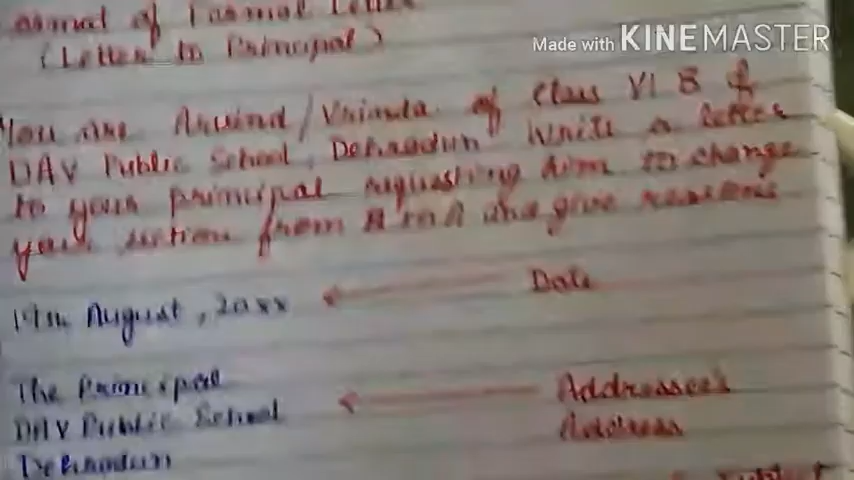 Format of Formal Letter
(Letter to Principal)
Made with KINEMASTER
You are Arvind/Vrinda of Class VI B of
DAV Public School, Dehradun Write a letter
to your principal requesting him to change
your section from B to A and give reasons
August, 20xx
Date
The Principal
Addressee's
DAV Public School
Address
Dehradun
Subject